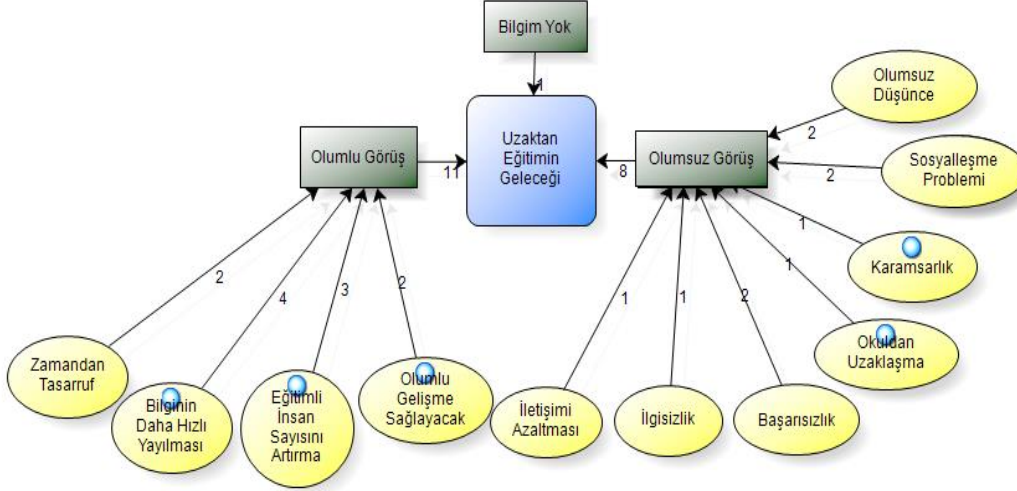 Bilgim Yok
1
Uzaktan
Eğitimin
Geleceği
Olumlu Görüş
11
Olumsuz Görüş
8
Olumsuz
Düşünce
2
Sosyalleşme
Problemi
2
Karamsarlık
1
Okuldan
Uzaklaşma
1
Başarısızlık
2
İlgisizlik
1
İletişimi
Azaltması
1
Olumlu
Gelişme
Sağlayacak
2
Eğitimli
İnsan
Sayısını
Artırma
3
Bilginin
Daha Hızlı
Yayılması
4
Zamandan
Tasarruf
2